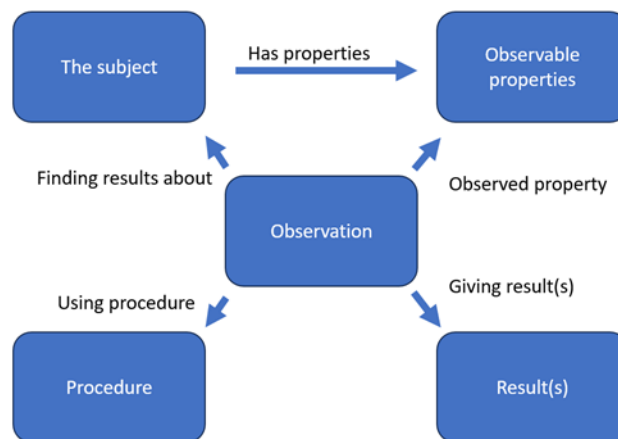 The subject
Has properties
Observable
properties
Finding results about
Observed property
Observation
Using procedure
Giving result(s)
Procedure
Result(s)